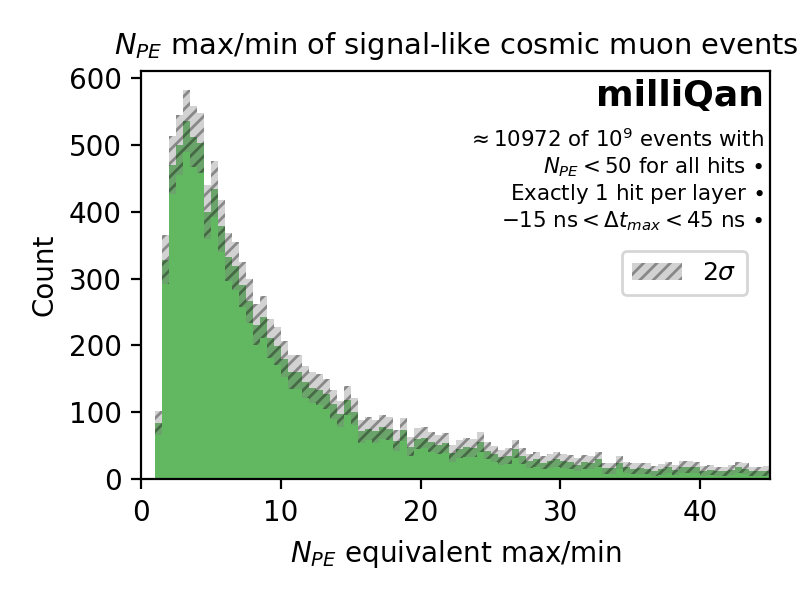 N_PE max/min of signal-like cosmic muon events
milliQan
≈10972 of 10⁹ events with
N_PE < 50 for all hits •
Exactly 1 hit per layer •
−15 ns < Δt_max < 45 ns •
2σ
Count
600
500
400
300
200
100
0
0 10 20 30 40
N_PE equivalent max/min